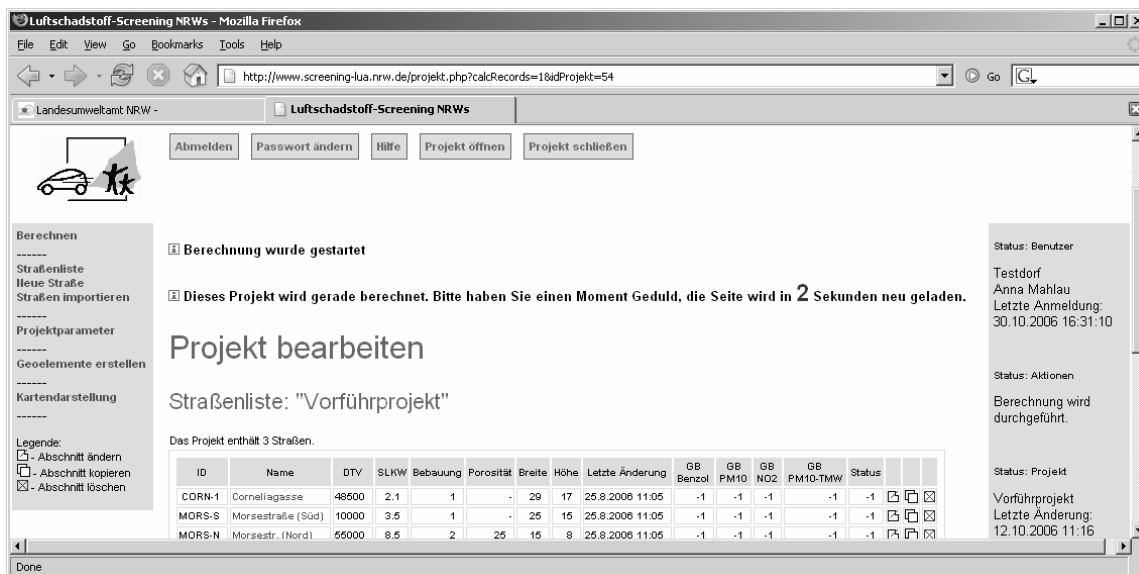 Luftschadstoff-Screening NRWs - Mozilla Firefox
File Edit View Go Bookmarks Tools Help
http://www.screening-lua.nrw.de/projekt.php?calcRecords=1&idProjekt=54
Go
G
Landesumweltamt NRW -
Luftschadstoff-Screening NRWs
Abmelden
Passwort ändern
Hilfe
Projekt öffnen
Projekt schließen
Berechnen
------
Straßenliste
Neue Straße
Straßen importieren
------
Projektparameter
------
Geoelemente erstellen
------
Kartendarstellung
------
Legende:
- Abschnitt ändern
- Abschnitt kopieren
- Abschnitt löschen
Berechnung wurde gestartet
Dieses Projekt wird gerade berechnet. Bitte haben Sie einen Moment Geduld, die Seite wird in 2 Sekunden neu geladen.
Projekt bearbeiten
Straßenliste: "Vorführprojekt"
Das Projekt enthält 3 Straßen.
ID Name DTV SLKW Bebauung Porosität Breite Höhe Letzte Änderung GB Benzol GB PM10 GB NO2 GB PM10-TMW Status
CORN-1 Corneliagasse 48500 2.1 1 - 29 17 25.8.2006 11:05 -1 -1 -1 -1 -1
MORS-S Morsestraße (Süd) 10000 3.5 1 - 25 15 25.8.2006 11:05 -1 -1 -1 -1 -1
MORS-N Morsestr. (Nord) 55000 8.5 2 25 15 8 25.8.2006 11:05 -1 -1 -1 -1 -1
Status: Benutzer
Testdorf
Anna Mahlau
Letzte Anmeldung:
30.10.2006 16:31:10
Status: Aktionen
Berechnung wird
durchgeführt.
Status: Projekt
Vorführprojekt
Letzte Änderung:
12.10.2006 11:16
Done